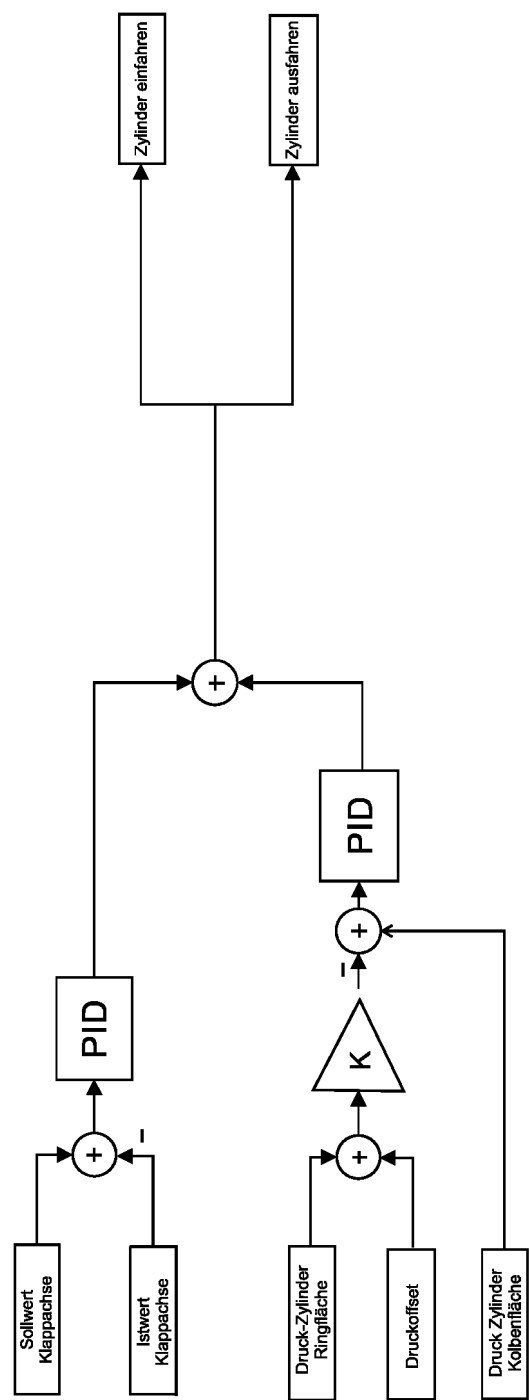 Sollwert
Klappachse
Istwert
Klappachse
+
–
PID
Druck-Zylinder
Ringfläche
Druckoffset
Druck Zylinder
Kolbenfläche
+
K
–
+
PID
+
Zylinder einfahren
Zylinder ausfahren